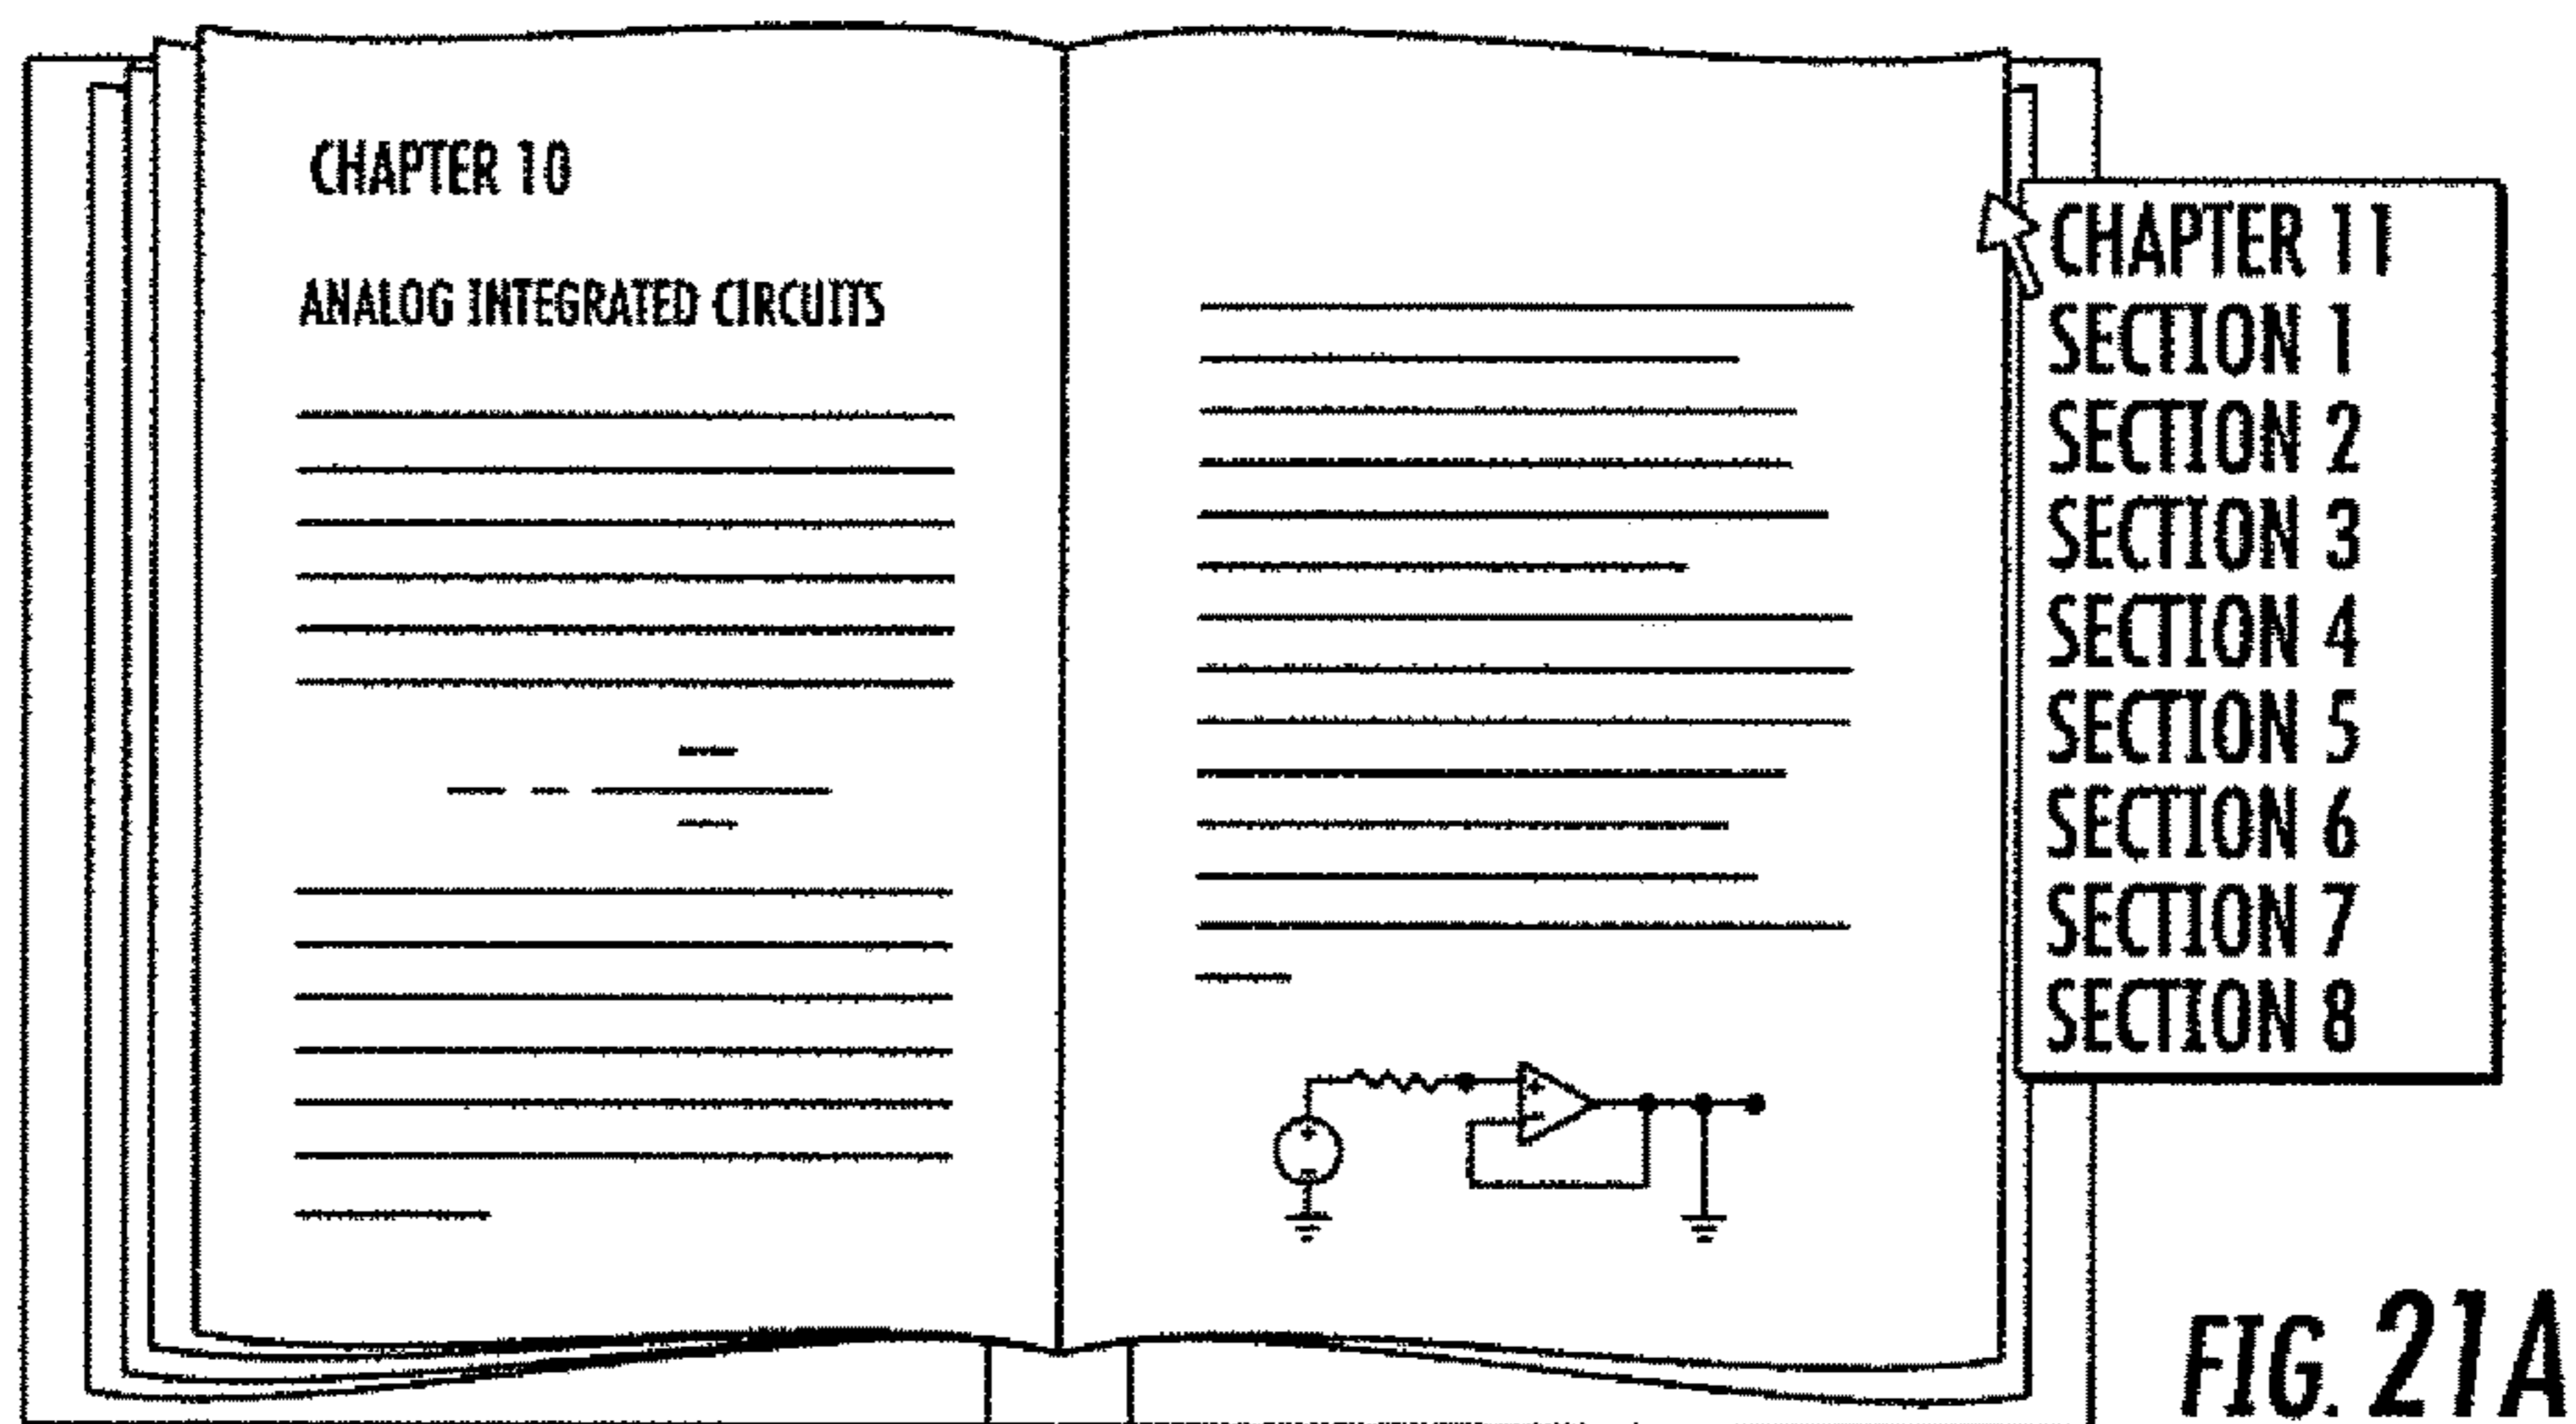 CHAPTER 10
ANALOG INTEGRATED CIRCUITS
CHAPTER 11
SECTION 1
SECTION 2
SECTION 3
SECTION 4
SECTION 5
SECTION 6
SECTION 7
SECTION 8
FIG. 21A